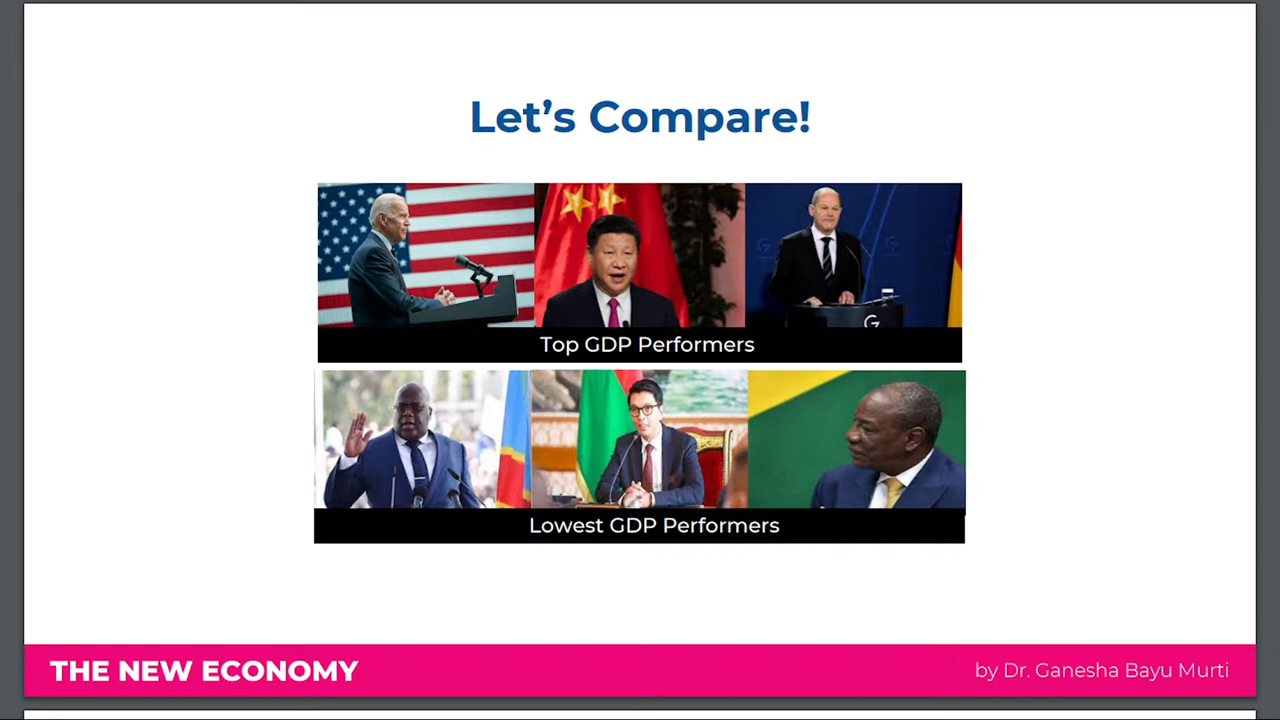 Let’s Compare!
Top GDP Performers
Lowest GDP Performers
THE NEW ECONOMY
by Dr. Ganesha Bayu Murti